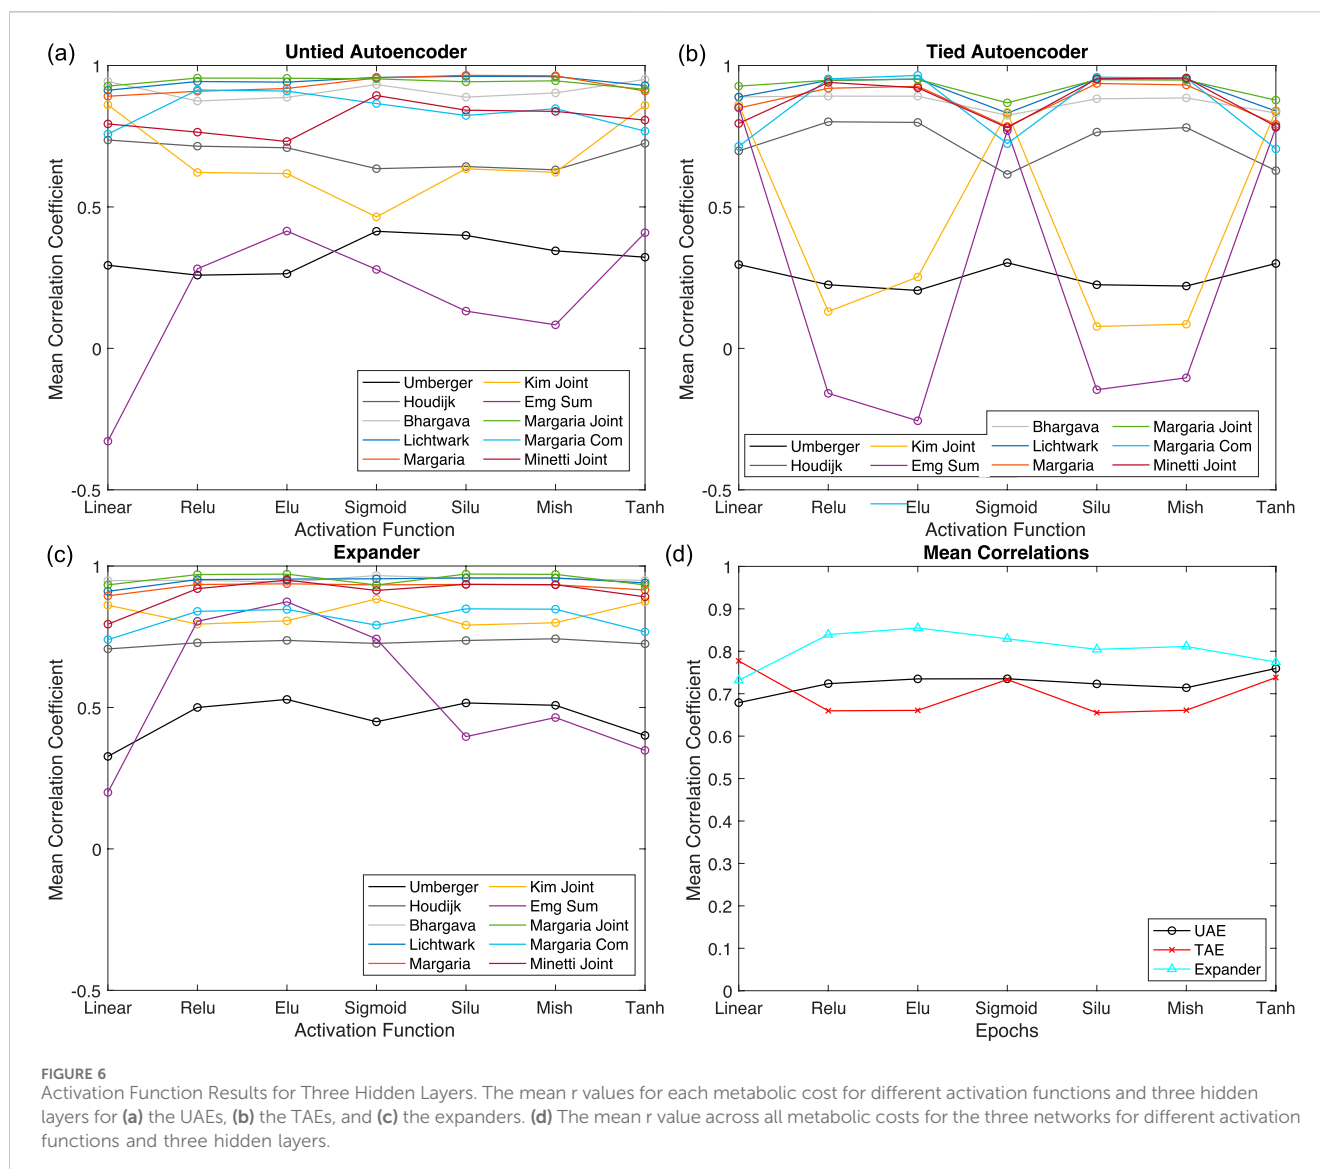 (a)
Untied Autoencoder
1
0.5
0
-0.5
Mean Correlation Coefficient
Umberger
Houdijk
Bhargava
Lichtwark
Margaria
Kim Joint
Emg Sum
Margaria Joint
Margaria Com
Minetti Joint
Linear Relu Elu Sigmoid Silu Mish Tanh
Activation Function
(b)
Tied Autoencoder
1
0.5
0
-0.5
Mean Correlation Coefficient
Umberger
Houdijk
Kim Joint
Emg Sum
Bhargava
Lichtwark
Margaria
Margaria Joint
Margaria Com
Minetti Joint
Linear Relu Elu Sigmoid Silu Mish Tanh
Activation Function
(c)
Expander
1
0.5
0
-0.5
Mean Correlation Coefficient
Umberger
Houdijk
Bhargava
Lichtwark
Margaria
Kim Joint
Emg Sum
Margaria Joint
Margaria Com
Minetti Joint
Linear Relu Elu Sigmoid Silu Mish Tanh
Activation Function
(d)
Mean Correlations
1
0.9
0.8
0.7
0.6
0.5
0.4
0.3
0.2
0.1
0
Mean Correlation Coefficient
UAE
TAE
Expander
Linear Relu Elu Sigmoid Silu Mish Tanh
Epochs
FIGURE 6
Activation Function Results for Three Hidden Layers. The mean r values for each metabolic cost for different activation functions and three hidden
layers for (a) the UAEs, (b) the TAEs, and (c) the expanders. (d) The mean r value across all metabolic costs for the three networks for different activation
functions and three hidden layers.